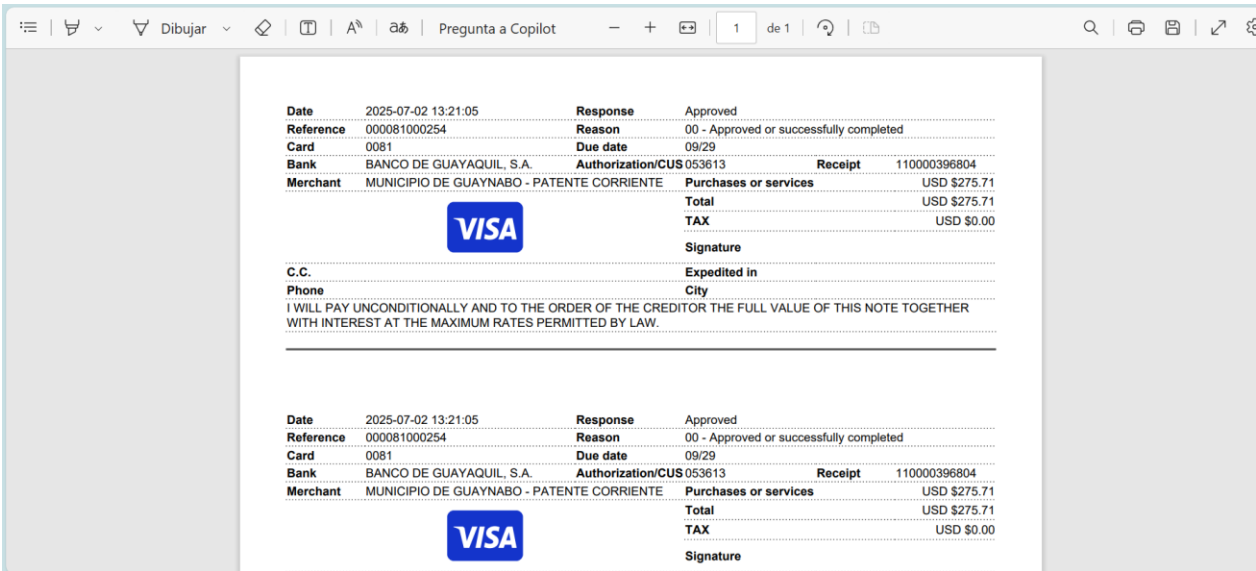 Dibujar
aあ
Pregunta a Copilot
1
de 1
Date 2025-07-02 13:21:05 Response Approved
Reference 000081000254 Reason 00 - Approved or successfully completed
Card 0081 Due date 09/29
Bank BANCO DE GUAYAQUIL, S.A. Authorization/CUS 053613 Receipt 110000396804
Merchant MUNICIPIO DE GUAYNABO - PATENTE CORRIENTE Purchases or services USD $275.71
Total USD $275.71
VISA
TAX USD $0.00
Signature
C.C. Expedited in
Phone City
I WILL PAY UNCONDITIONALLY AND TO THE ORDER OF THE CREDITOR THE FULL VALUE OF THIS NOTE TOGETHER
WITH INTEREST AT THE MAXIMUM RATES PERMITTED BY LAW.
Date 2025-07-02 13:21:05 Response Approved
Reference 000081000254 Reason 00 - Approved or successfully completed
Card 0081 Due date 09/29
Bank BANCO DE GUAYAQUIL, S.A. Authorization/CUS 053613 Receipt 110000396804
Merchant MUNICIPIO DE GUAYNABO - PATENTE CORRIENTE Purchases or services USD $275.71
Total USD $275.71
VISA
TAX USD $0.00
Signature